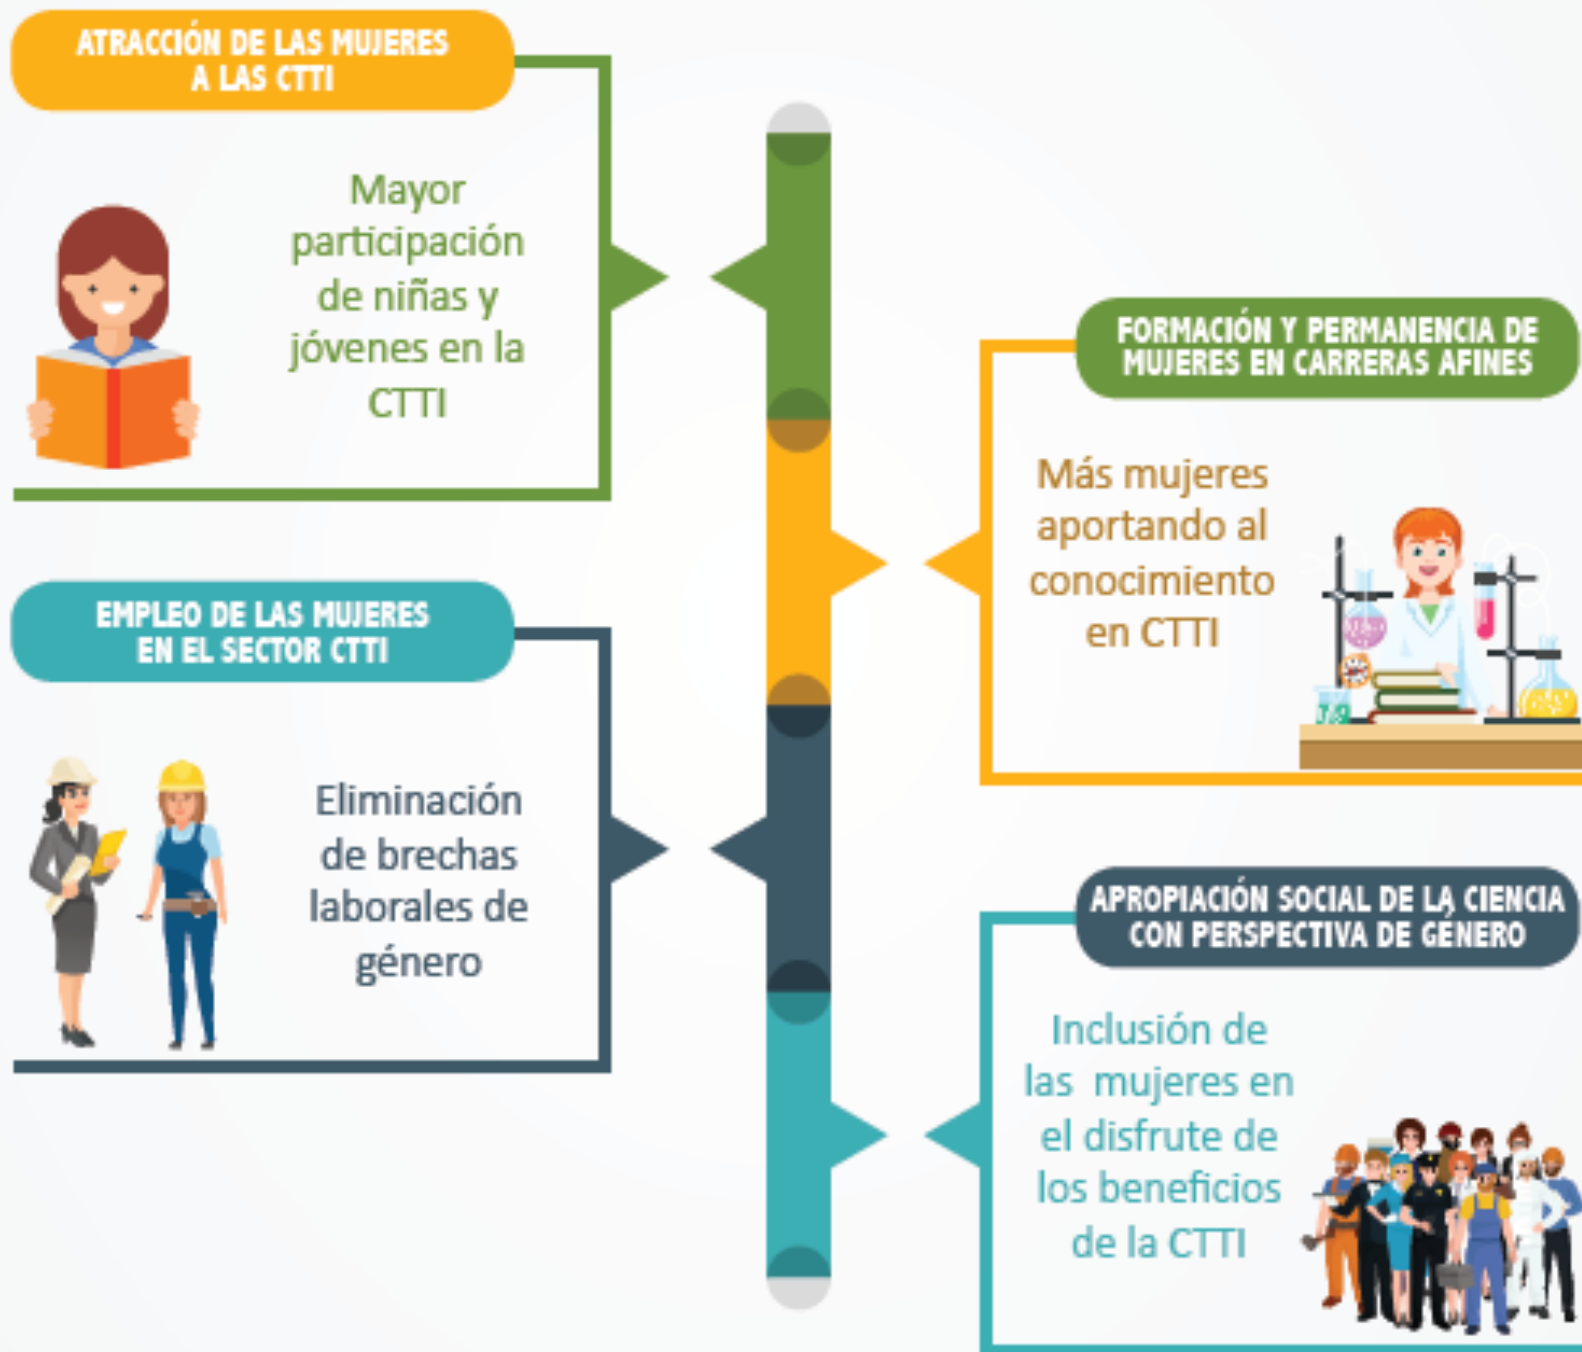 ATRACCIÓN DE LAS MUJERES
A LAS CTTI
Mayor
participación
de niñas y
jóvenes en la
CTTI
FORMACIÓN Y PERMANENCIA DE
MUJERES EN CARRERAS AFINES
Más mujeres
aportando al
conocimiento
en CTTI
EMPLEO DE LAS MUJERES
EN EL SECTOR CTTI
Eliminación
de brechas
laborales de
género
APROPIACIÓN SOCIAL DE LA CIENCIA
CON PERSPECTIVA DE GÉNERO
Inclusión de
las mujeres en
el disfrute de
los beneficios
de la CTTI